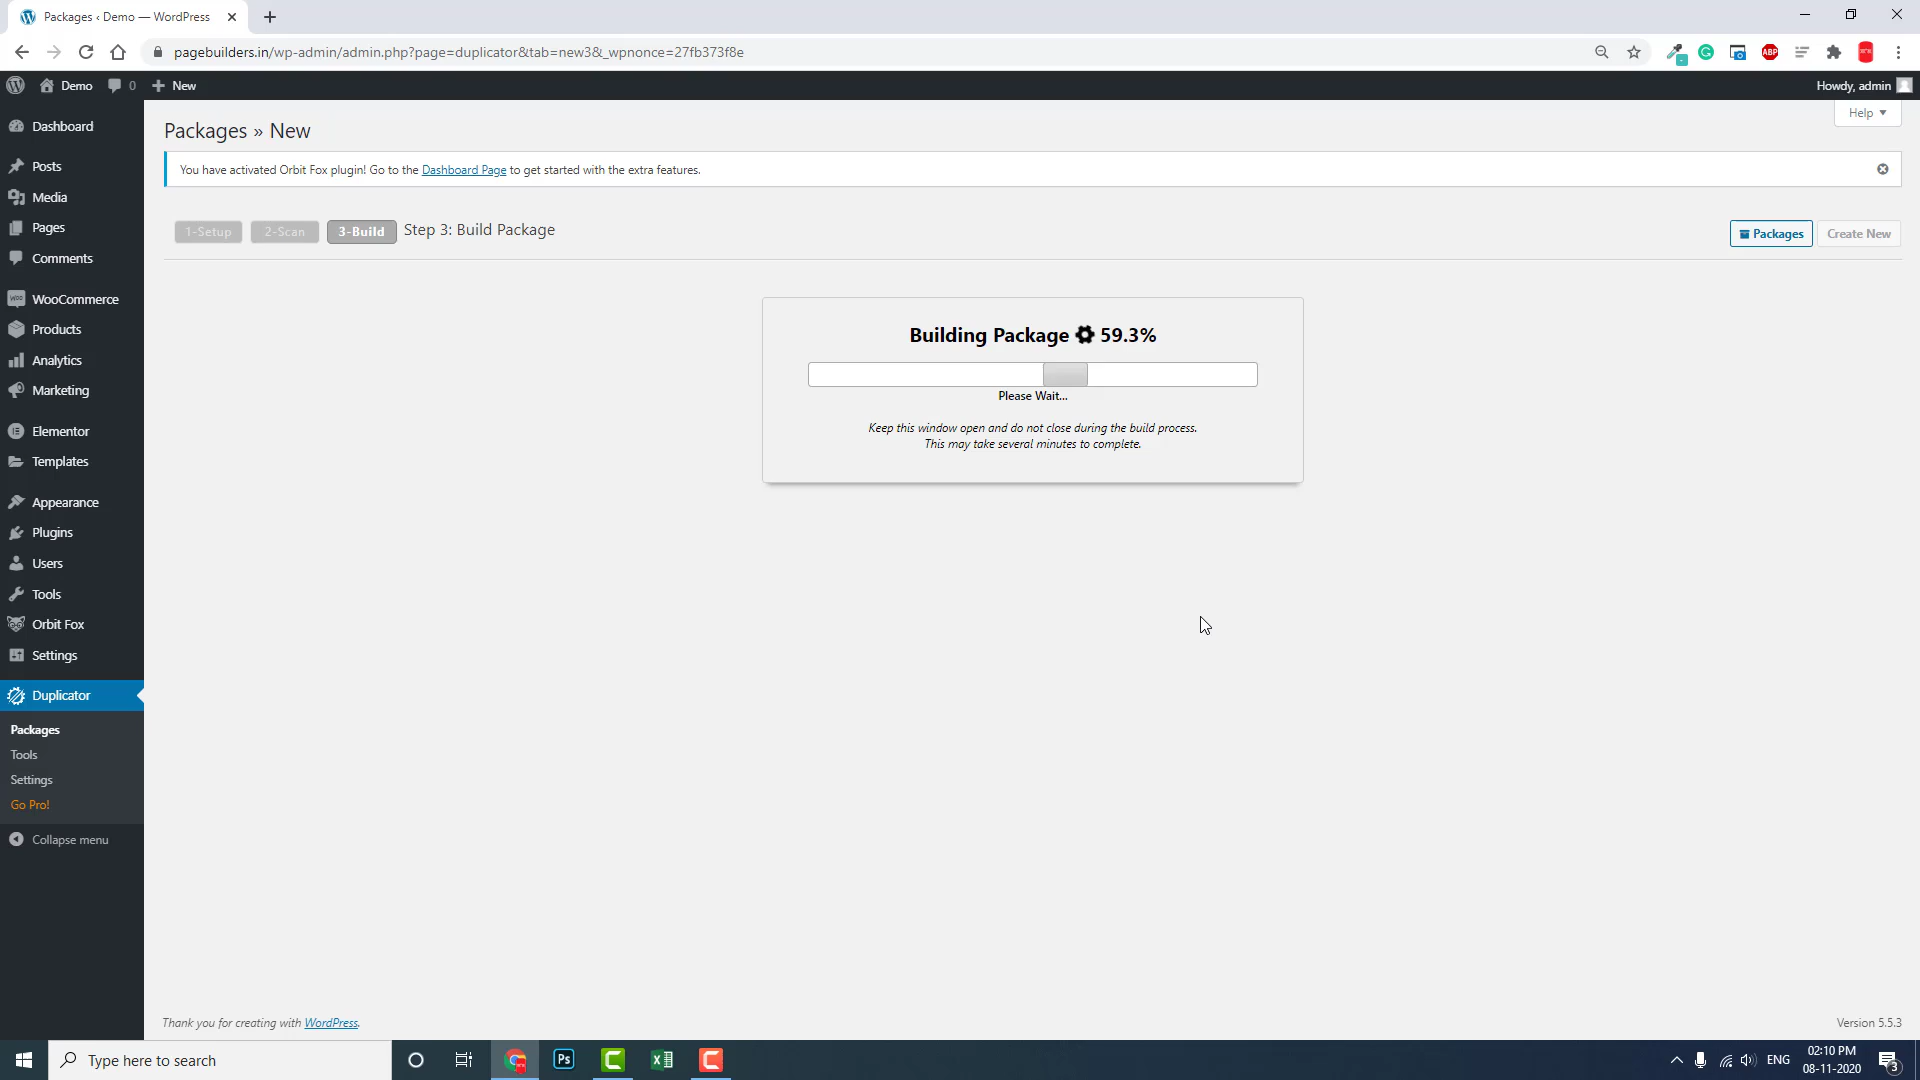 Packages ‹ Demo — WordPress
pagebuilders.in/wp-admin/admin.php?page=duplicator&tab=new3&_wpnonce=27fb373f8e
ABP
Demo 0 New
Howdy, admin
Dashboard
Posts
Media
Pages
Comments
WooCommerce
Products
Analytics
Marketing
Elementor
Templates
Appearance
Plugins
Users
Tools
Orbit Fox
Settings
Duplicator
Packages
Tools
Settings
Go Pro!
Collapse menu
Help
Packages » New
You have activated Orbit Fox plugin! Go to the Dashboard Page to get started with the extra features.
1-Setup 2-Scan 3-Build Step 3: Build Package
Packages Create New
Building Package 59.3%
Please Wait...
Keep this window open and do not close during the build process.
This may take several minutes to complete.
Thank you for creating with WordPress.
Version 5.5.3
Type here to search
Ps
ENG
02:10 PM
08-11-2020
3